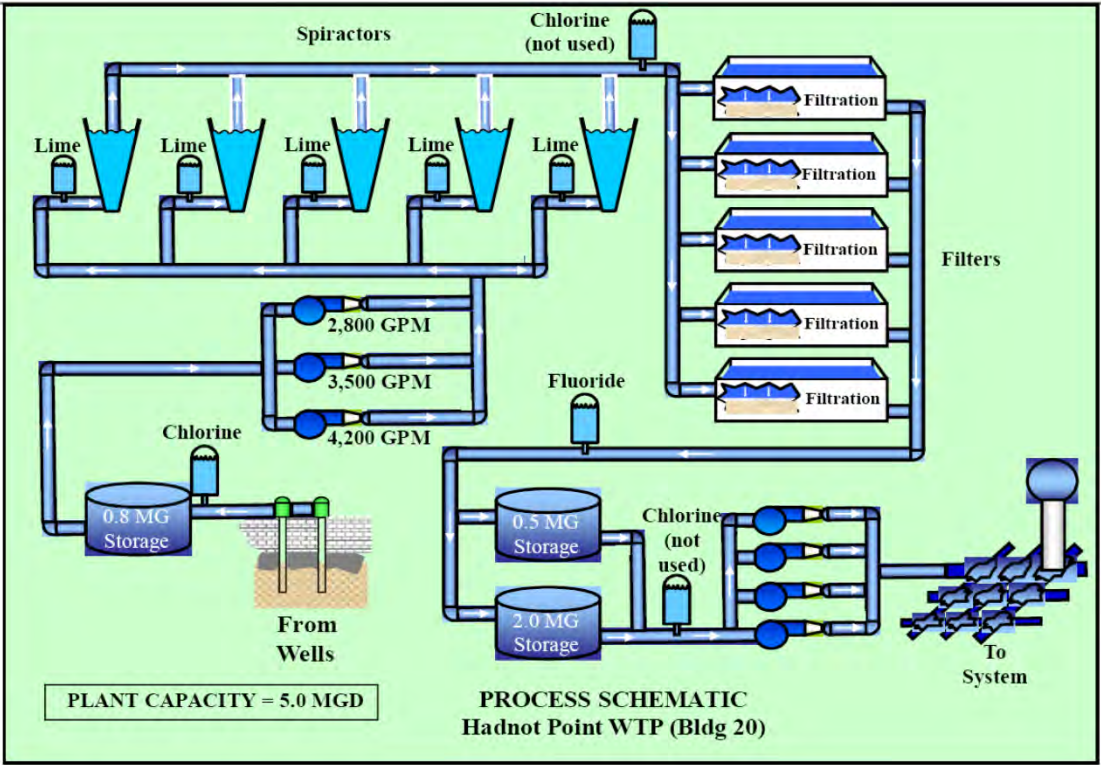 Spiractors
Chlorine
(not used)
Lime
Lime
Lime
Lime
Lime
Filtration
Filtration
Filtration
Filtration
Filtration
Filters
2,800 GPM
3,500 GPM
4,200 GPM
Fluoride
Chlorine
0.8 MG
Storage
From
Wells
0.5 MG
Storage
2.0 MG
Storage
Chlorine
(not
used)
To
System
PLANT CAPACITY = 5.0 MGD
PROCESS SCHEMATIC
Hadnot Point WTP (Bldg 20)